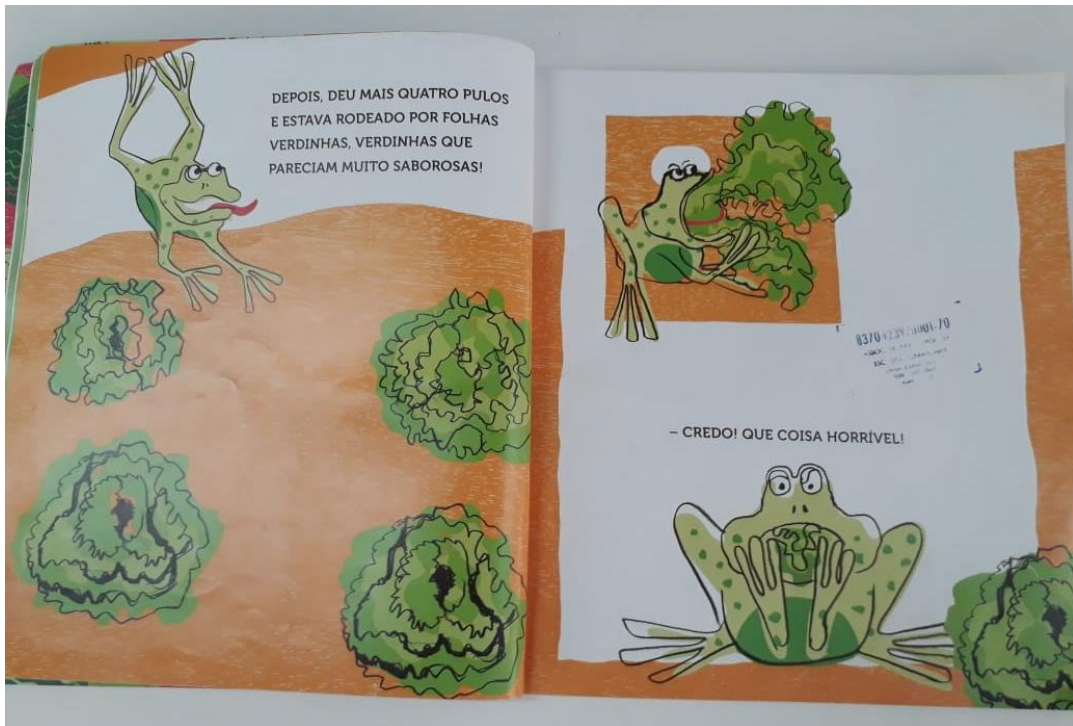 DEPOIS, DEU MAIS QUATRO PULOS
E ESTAVA RODEADO POR FOLHAS
VERDINHAS, VERDINHAS QUE
PARECIAM MUITO SABOROSAS!
– CREDO! QUE COISA HORRÍVEL!